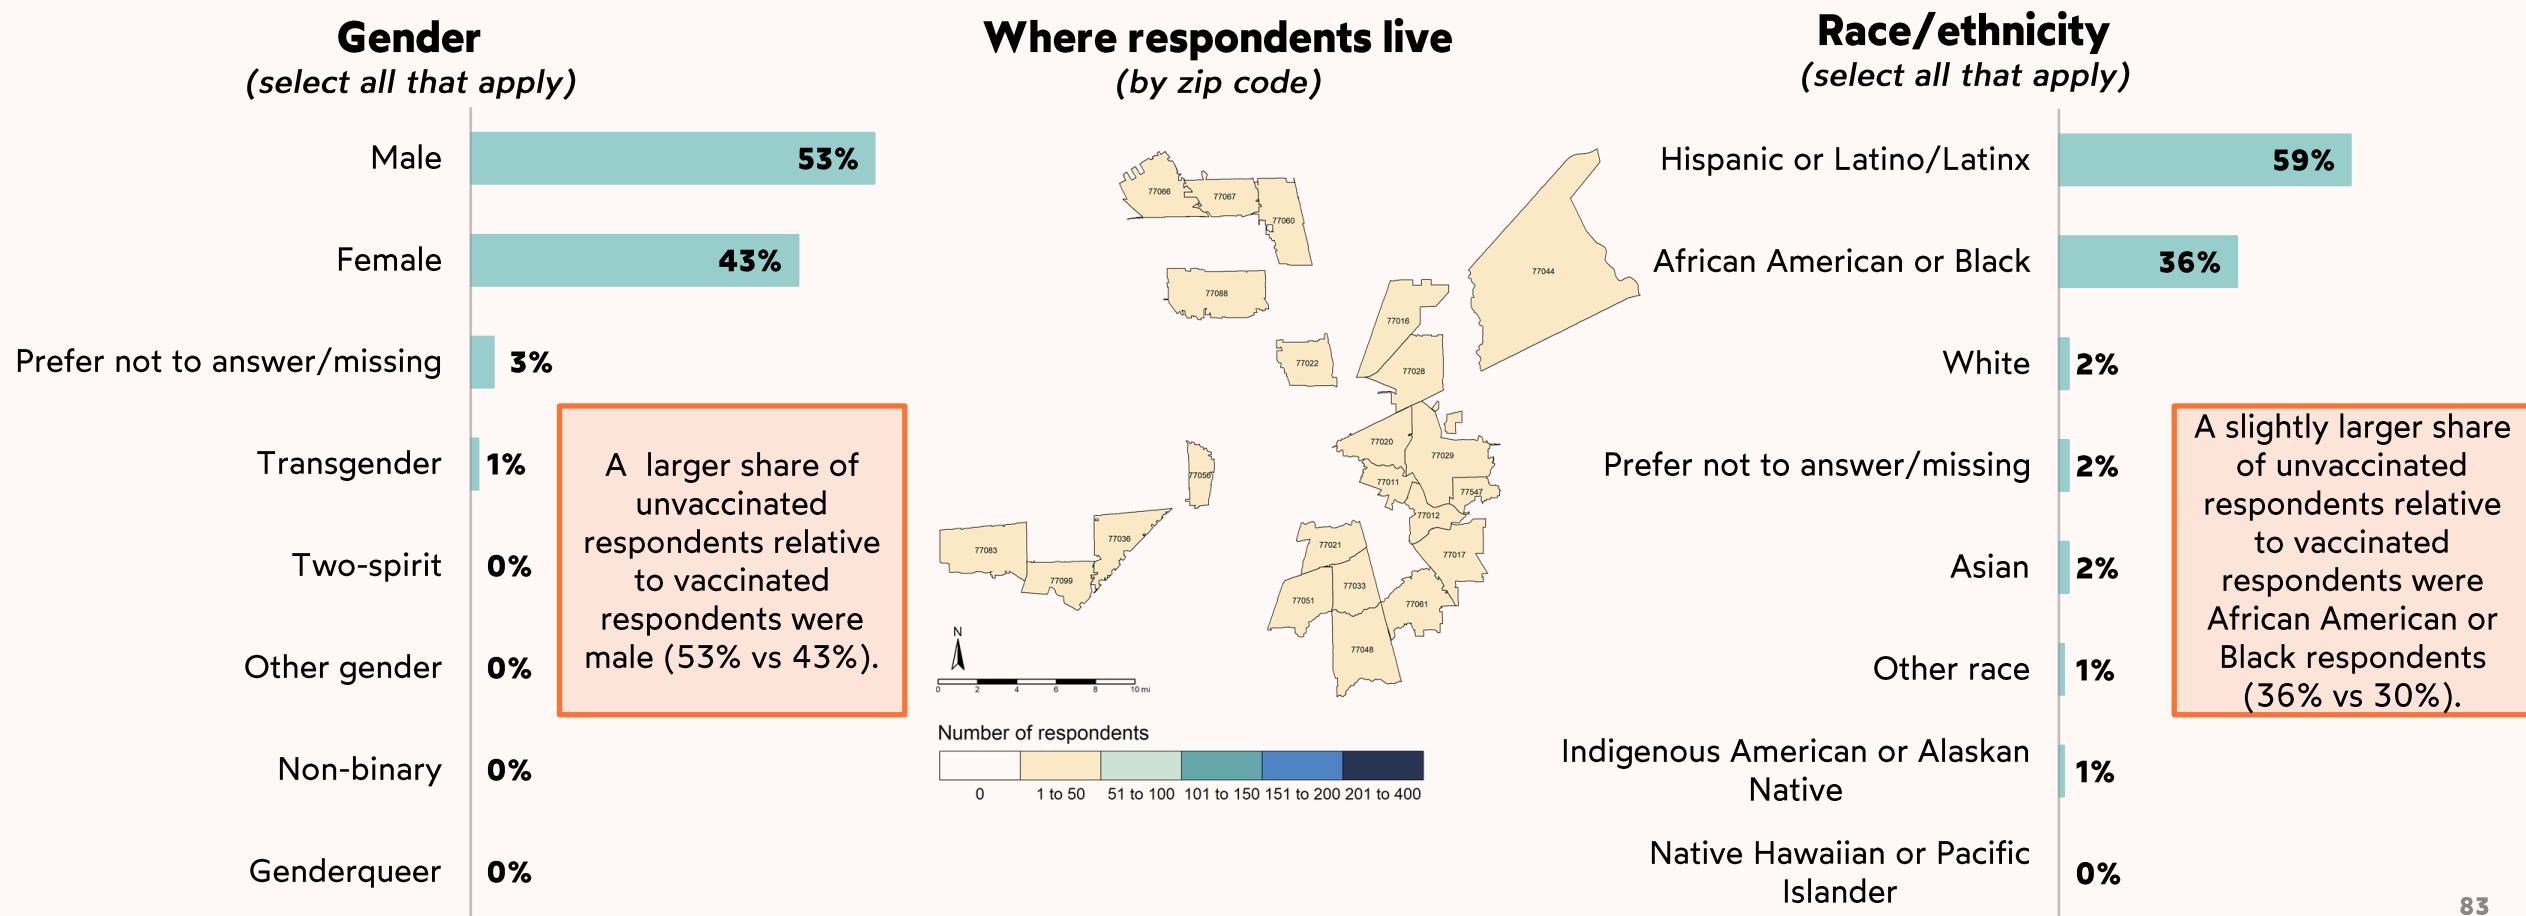 Gender
(select all that apply)
Male
53%
Female
43%
Prefer not to answer/missing
3%
Transgender
1%
Two-spirit
0%
Other gender
0%
Non-binary
0%
Genderqueer
0%
A larger share of
unvaccinated
respondents relative
to vaccinated
respondents were
male (53% vs 43%).
Where respondents live
(by zip code)
77066
77067
77060
77044
77088
77016
77022
77028
77020
77029
77056
77011
77547
77012
77036
77083
77021
77017
77099
77033
77051
77061
77048
N
0 2 4 6 8 10 mi
Number of respondents
0
1 to 50
51 to 100
101 to 150
151 to 200
201 to 400
Race/ethnicity
(select all that apply)
Hispanic or Latino/Latinx
59%
African American or Black
36%
White
2%
Prefer not to answer/missing
2%
Asian
2%
Other race
1%
Indigenous American or Alaskan
Native
1%
Native Hawaiian or Pacific
Islander
0%
A slightly larger share
of unvaccinated
respondents relative
to vaccinated
respondents were
African American or
Black respondents
(36% vs 30%).
83